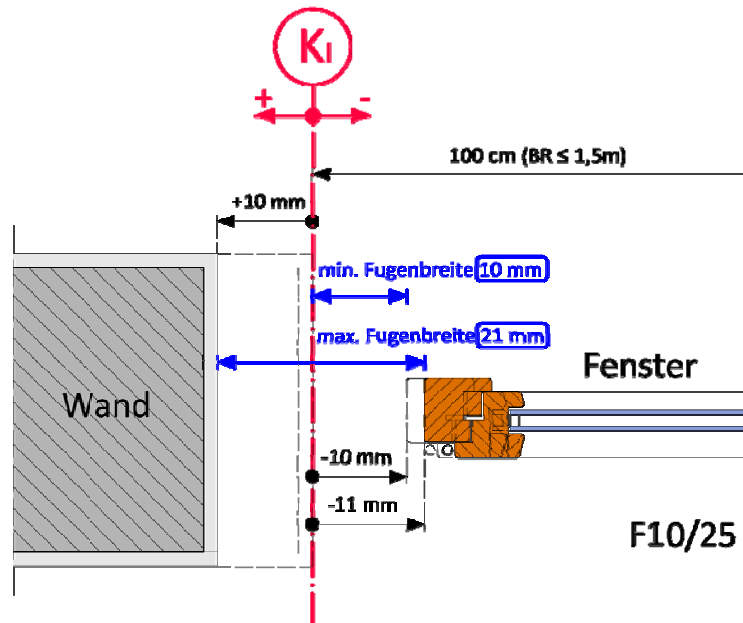 KI
+ -
100 cm (BR ≤ 1,5m)
+10 mm
min. Fugenbreite 10 mm
max. Fugenbreite 21 mm
Fenster
Wand
-10 mm
-11 mm
F10/25